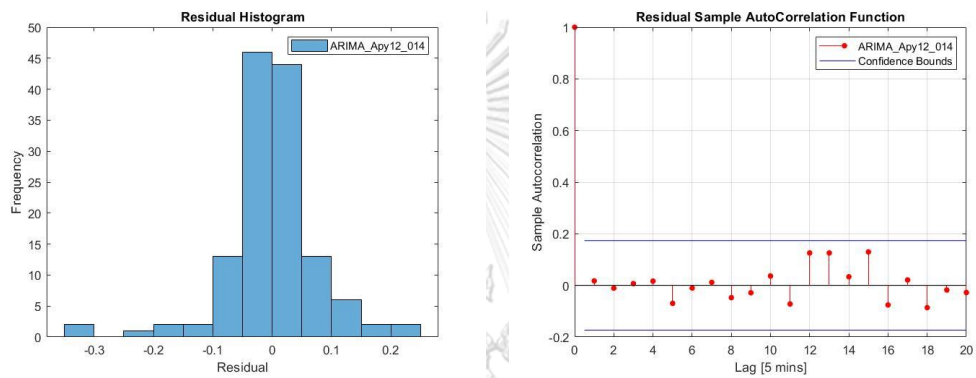 Residual Histogram
ARIMA_Apy12_014
Frequency
50
45
40
35
30
25
20
15
10
5
0
-0.3 -0.2 -0.1 0 0.1 0.2
Residual
Residual Sample AutoCorrelation Function
ARIMA_Apy12_014
Confidence Bounds
Sample Autocorrelation
1
0.8
0.6
0.4
0.2
0
-0.2
0 2 4 6 8 10 12 14 16 18 20
Lag [5 mins]